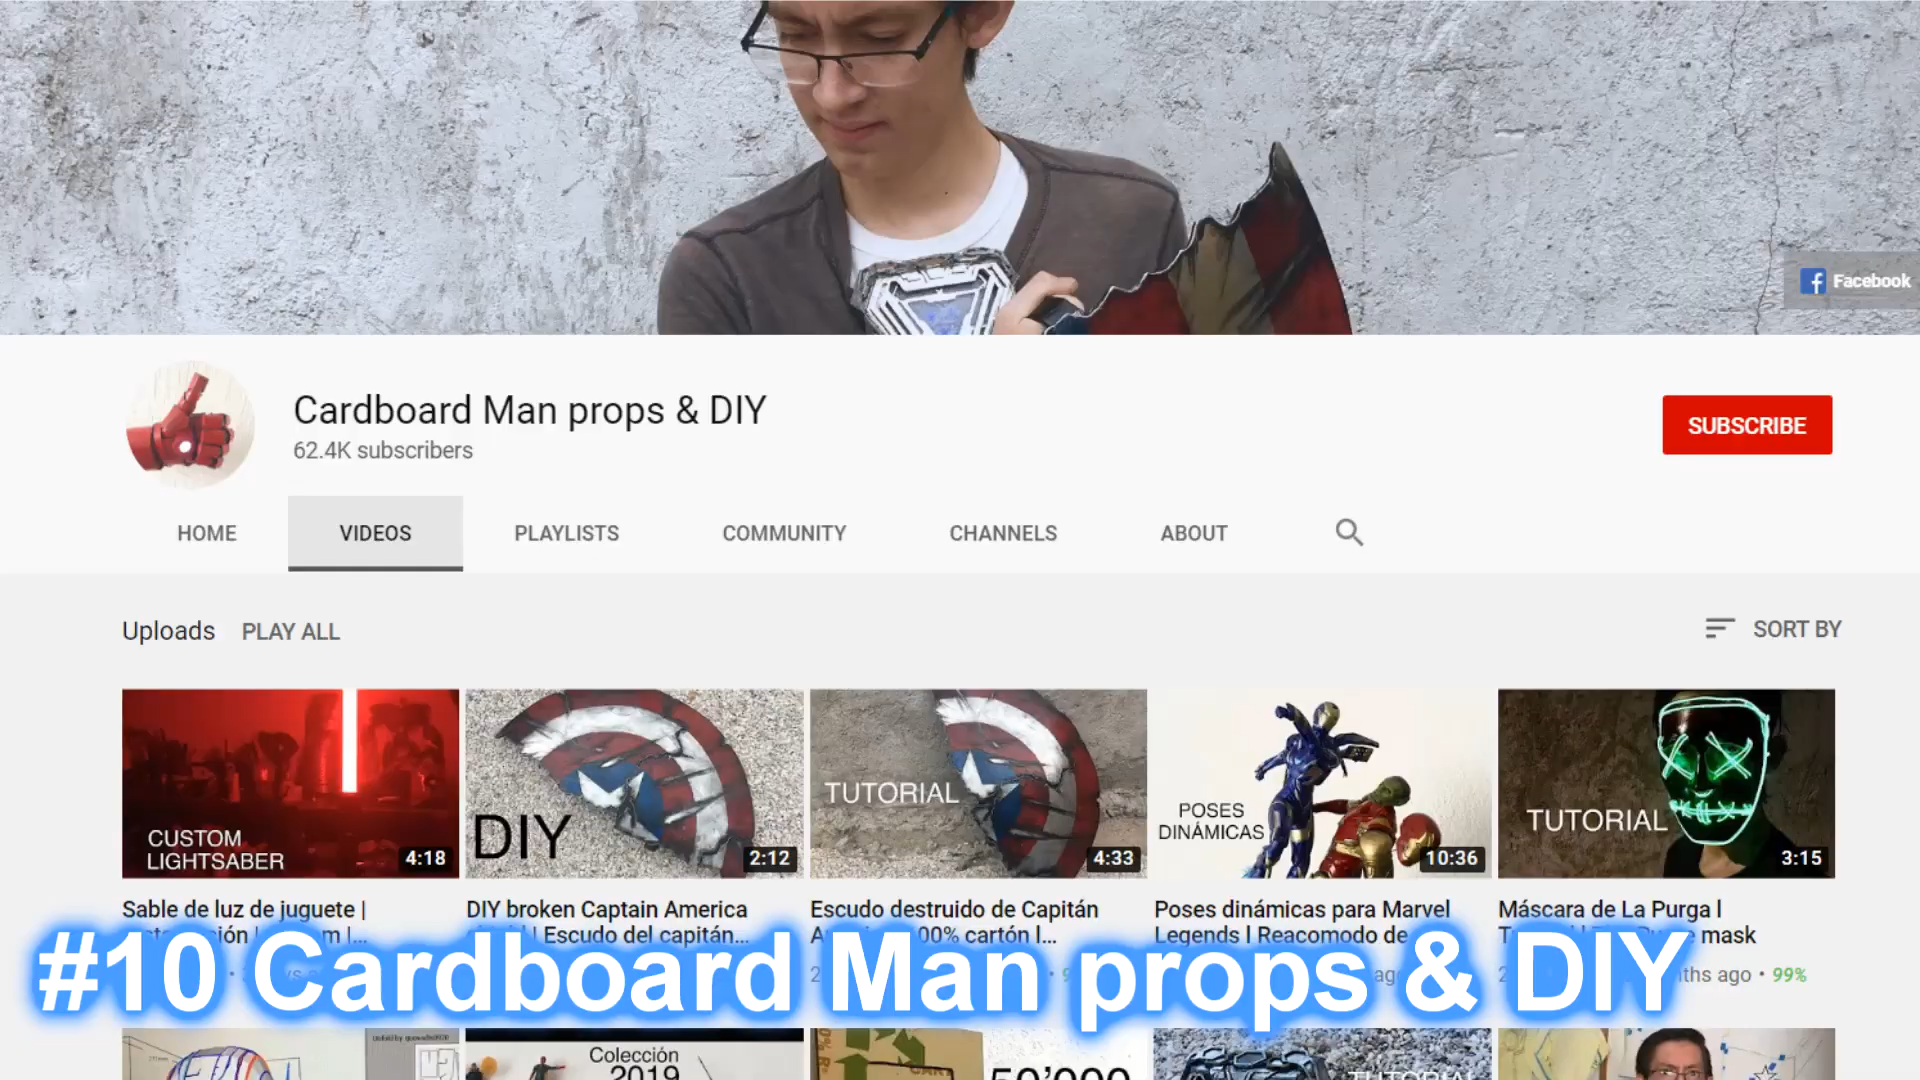 Facebook
Cardboard Man props & DIY
62.4K subscribers
SUBSCRIBE
HOME
VIDEOS
PLAYLISTS
COMMUNITY
CHANNELS
ABOUT
Uploads
PLAY ALL
SORT BY
CUSTOM
LIGHTSABER
4:18
DIY
2:12
TUTORIAL
4:33
POSES
DINÁMICAS
10:36
TUTORIAL
3:15
Sable de luz de juguete |
DIY broken Captain America
Escudo del capitán...
Escudo destruido de Capitán
cartón l...
Poses dinámicas para Marvel
Legends l Reacomodo de
Máscara de La Purga l
mask
99%
#10 Cardboard Man props & DIY
Colección
2019
50'000
TUTORIAL